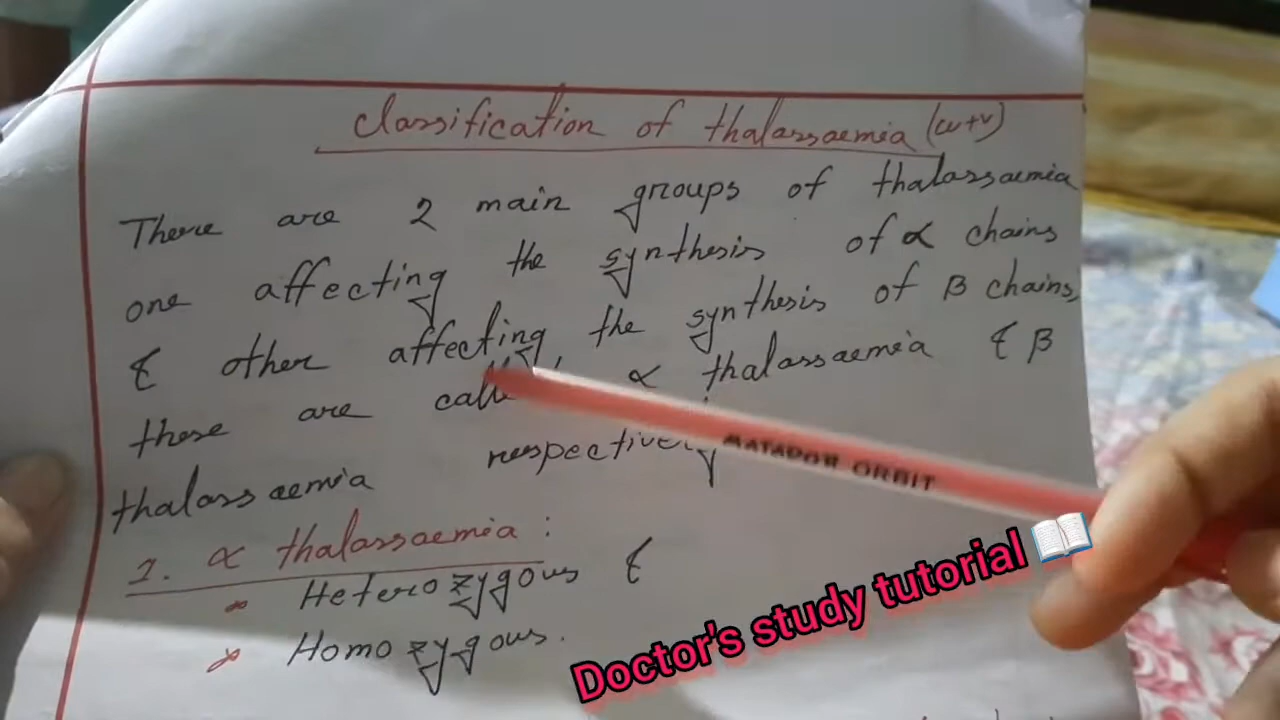 Classification of thalassaemia (w+v)
There are 2 main groups of thalassaemia
one affecting the synthesis of α chains
& other affecting the synthesis of β chains,
these are α thalassaemia & β
thalassaemia respectively
1. α thalassaemia :
Heterozygous &
Homozygous.
MATADOR ORBIT
Doctor's study tutorial 📖